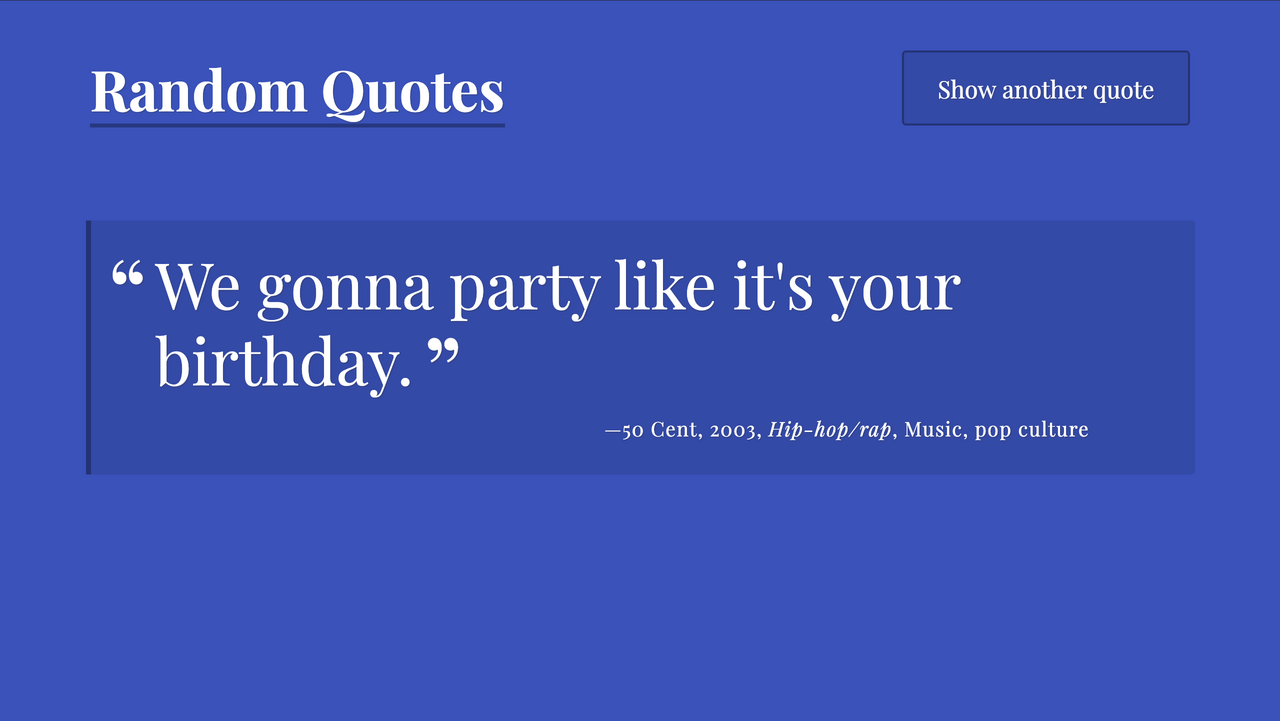 Random Quotes
Show another quote
“ We gonna party like it's your
birthday. ”
—50 Cent, 2003, Hip-hop/rap, Music, pop culture